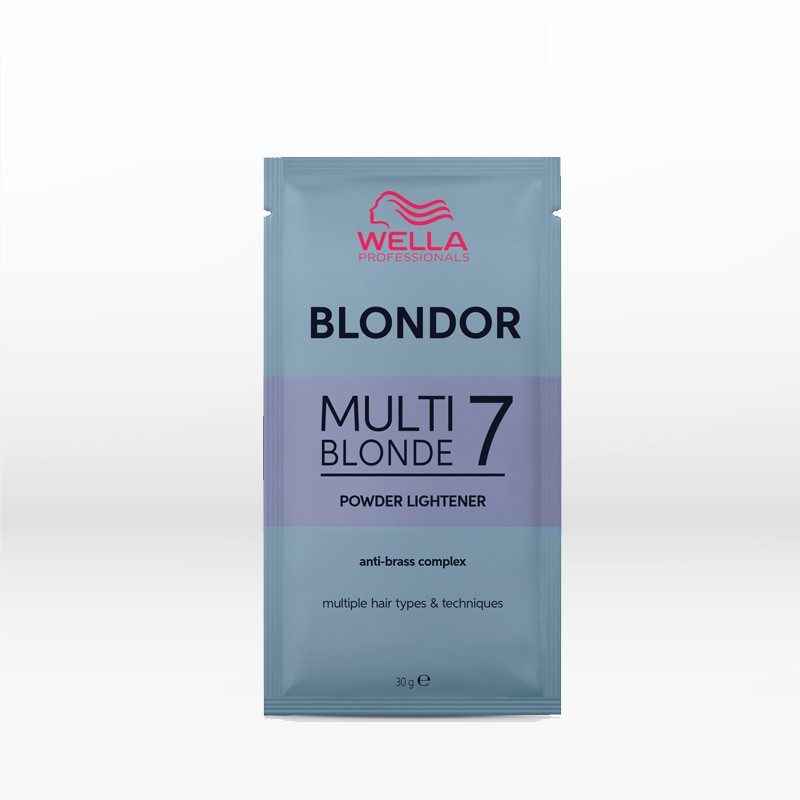 WELLA
PROFESSIONALS
BLONDOR
MULTI
BLONDE 7
POWDER LIGHTENER
anti-brass complex
multiple hair types & techniques
30 g ℮